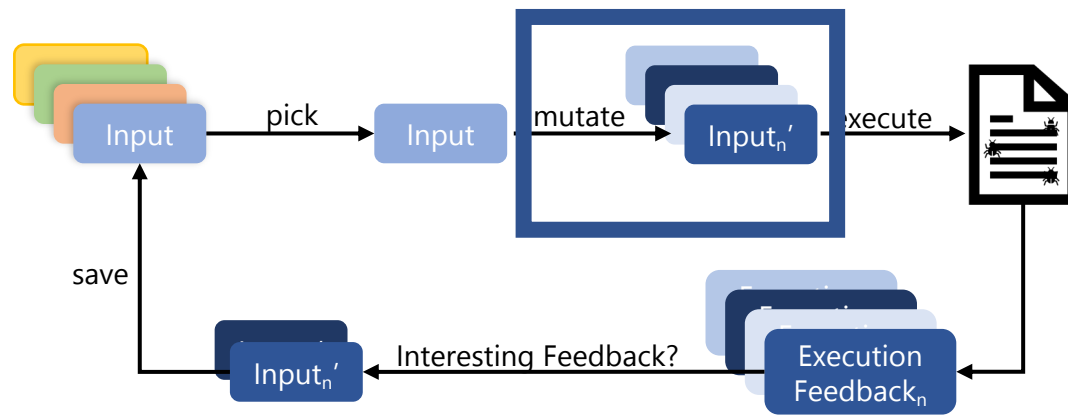 Input
pick
Input
mutate
Inputₙ′
execute
save
Inputₙ′
Interesting Feedback?
Execution
Feedbackₙ